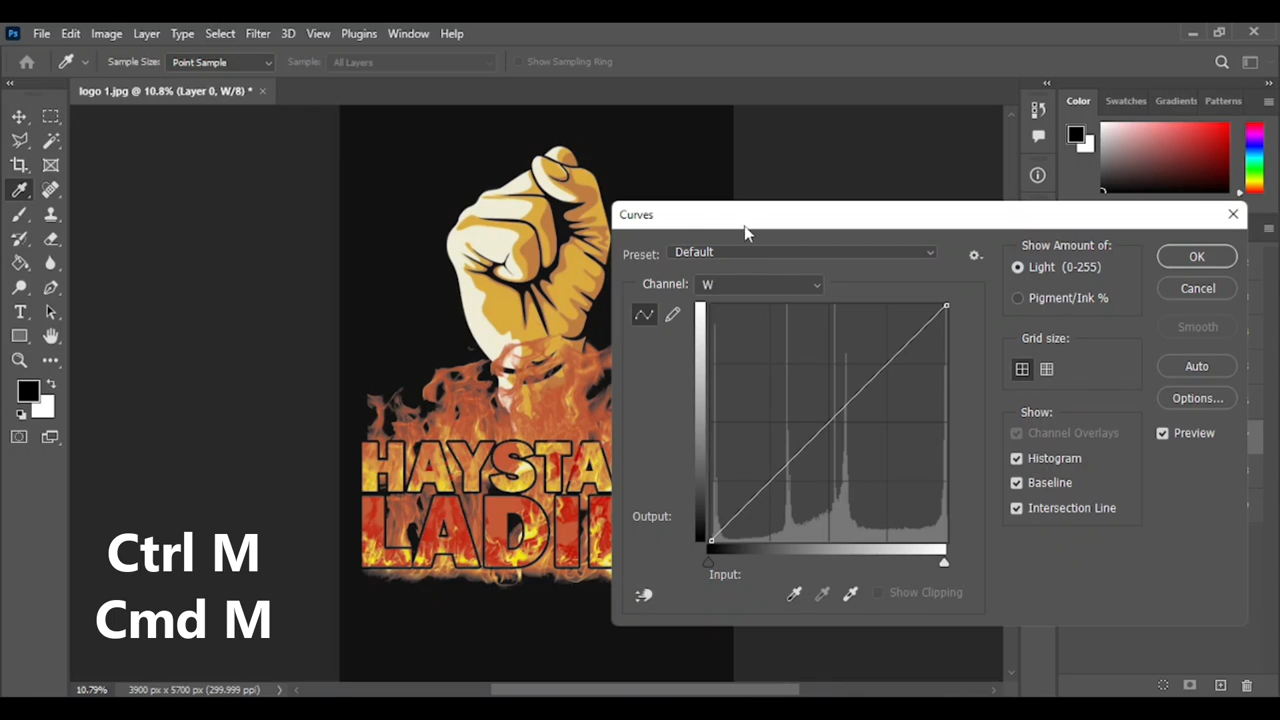 Ps File Edit Image Layer Type Select Filter 3D View Plugins Window Help
Sample Size: Point Sample Sample: All Layers Show Sampling Ring
logo 1.jpg @ 10.8% (Layer 0, W/8) * ×
Color Swatches Gradients Patterns
Curves
Preset: Default
Channel: W
Output:
Input:
Show Clipping
Show Amount of:
Light (0-255)
Pigment/Ink %
Grid size:
Show:
Channel Overlays
Histogram
Baseline
Intersection Line
OK
Cancel
Smooth
Auto
Options...
Preview
HAYSTA
LADI
Ctrl M
Cmd M
10.79% 3900 px x 5700 px (299.999 ppi)